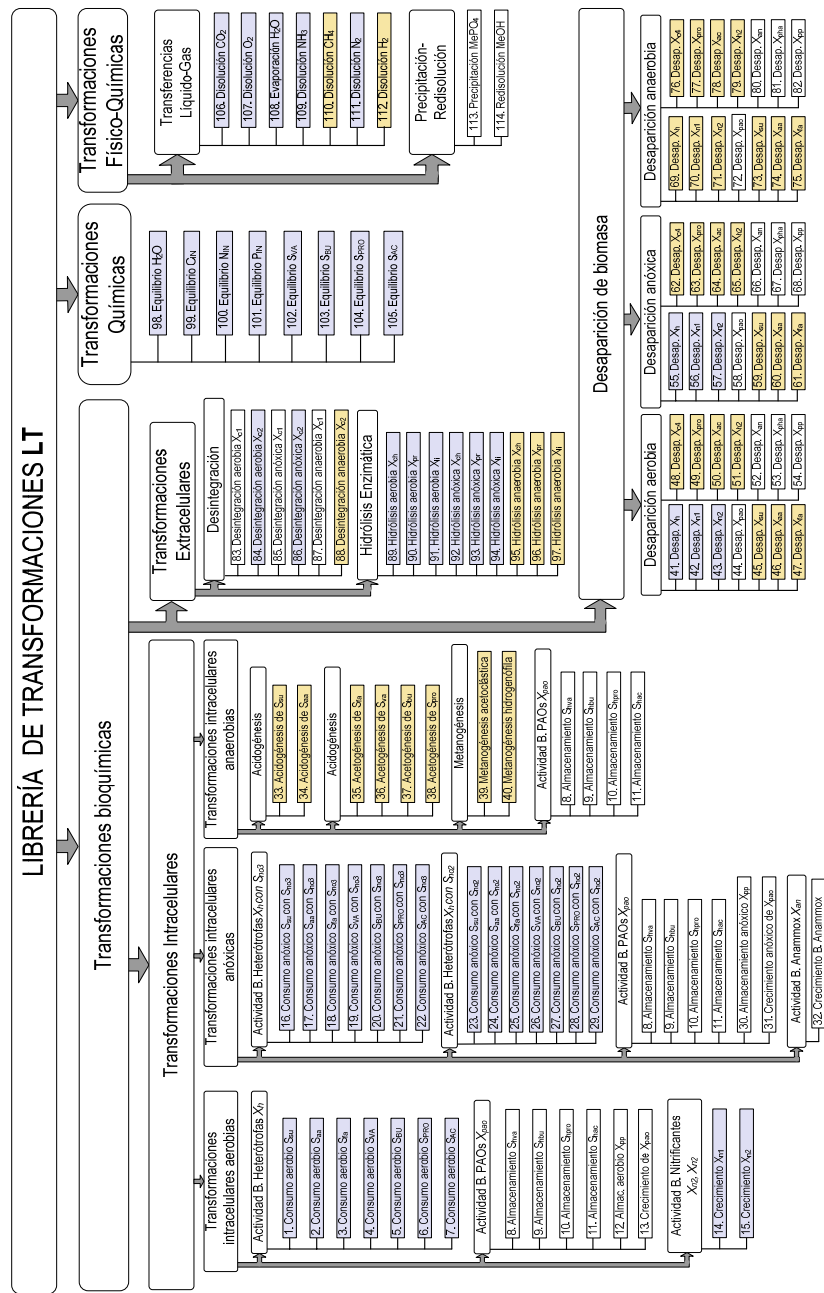 LIBRERÍA DE TRANSFORMACIONES LT
Transformaciones bioquímicas
Transformaciones Intracelulares
Transformaciones
intracelulares aerobias
Actividad B. Heterótrofas Xh
1. Consumo aerobio Ssu
2. Consumo aerobio Saa
3. Consumo aerobio Sfa
4. Consumo aerobio SVA
5. Consumo aerobio SBU
6. Consumo aerobio SPRO
7. Consumo aerobio SAC
Actividad B. PAOs Xpao
8. Almacenamiento Shva
9. Almacenamiento Shbu
10. Almacenamiento Shpro
11. Almacenamiento Shac
12. Almac. aerobio Xpp
13. Crecimiento de Xpao
Actividad B. Nitrificantes
Xn2, Xn2
14. Crecimiento Xn1
15. Crecimiento Xn2
Transformaciones intracelulares
anóxicas
Actividad B. Heterótrofas Xh con Sno3
16. Consumo anóxico Ssu con Sno3
17. Consumo anóxico Saa con Sno3
18. Consumo anóxico Sfa con Sno3
19. Consumo anóxico SVA con Sno3
20. Consumo anóxico SBU con Sno3
21. Consumo anóxico SPRO con Sno3
22. Consumo anóxico SAC con Sno3
Actividad B. Heterótrofas Xh con Sno2
23. Consumo anóxico Ssu con Sno2
24. Consumo anóxico Saa con Sno2
25. Consumo anóxico Sfa con Sno2
26. Consumo anóxico SVA con Sno2
27. Consumo anóxico SBU con Sno2
28. Consumo anóxico SPRO con Sno2
29. Consumo anóxico SAC con Sno2
Actividad B. PAOs Xpao
8. Almacenamiento Shva
9. Almacenamiento Shbu
10. Almacenamiento Shpro
11. Almacenamiento Shac
30. Almacenamiento anóxico Xpp
31. Crecimiento anóxico de Xpao
Actividad B. Anammox Xan
32. Crecimiento B. Anammox
Transformaciones intracelulares
anaerobias
Acidogénesis
33. Acidogénesis de Ssu
34. Acidogénesis de Saa
Acidogénesis
35. Acetogénesis de Sfa
36. Acetogénesis de Sva
37. Acetogénesis de Sbu
38. Acetogénesis de Spro
Metanogénesis
39. Metanogénesis acetoclástica
40. Metanogénesis hidrogenófila
Actividad B. PAOs Xpao
8. Almacenamiento Shva
9. Almacenamiento Shbu
10. Almacenamiento Shpro
11. Almacenamiento Shac
Transformaciones
Extracelulares
Desintegración
83. Desintegración aerobia Xc1
84. Desintegración aerobia Xc2
85. Desintegración anóxica Xc1
86. Desintegración anóxica Xc2
87. Desintegración anaerobia Xc1
88. Desintegración anaerobia Xc2
Hidrólisis Enzimática
89. Hidrólisis aerobia Xch
90. Hidrólisis aerobia Xpr
91. Hidrólisis aerobia Xli
92. Hidrólisis anóxica Xch
93. Hidrólisis anóxica Xpr
94. Hidrólisis anóxica Xli
95. Hidrólisis anaerobia Xch
96. Hidrólisis anaerobia Xpr
97. Hidrólisis anaerobia Xli
Desaparición de biomasa
Desaparición aerobia
41. Desap. Xh
42. Desap. Xn1
43. Desap. Xn2
44. Desap. Xpao
45. Desap. Xsu
46. Desap. Xaa
47. Desap. Xfa
48. Desap. Xc4
49. Desap. Xpro
50. Desap. Xac
51. Desap. Xh2
52. Desap. Xan
53. Desap. Xpha
54. Desap. Xpp
Desaparición anóxica
55. Desap. Xh
56. Desap. Xn1
57. Desap. Xn2
58. Desap. Xpao
59. Desap. Xsu
60. Desap. Xaa
61. Desap. Xfa
62. Desap. Xc4
63. Desap. Xpro
64. Desap. Xac
65. Desap. Xh2
66. Desap. Xan
67. Desap. Xpha
68. Desap. Xpp
Desaparición anaerobia
69. Desap. Xh
70. Desap. Xn1
71. Desap. Xn2
72. Desap. Xpao
73. Desap. Xsu
74. Desap. Xaa
75. Desap. Xfa
76. Desap. Xc4
77. Desap. Xpro
78. Desap. Xac
79. Desap. Xh2
80. Desap. Xan
81. Desap. Xpha
82. Desap. Xpp
Transformaciones
Químicas
98. Equilibrio H2O
99. Equilibrio CIN
100. Equilibrio NIN
101. Equilibrio PIN
102. Equilibrio SVA
103. Equilibrio SBU
104. Equilibrio SPRO
105. Equilibrio SAC
Transformaciones
Físico-Químicas
Transferencias
Líquido-Gas
106. Disolución CO2
107. Disolución O2
108. Evaporación H2O
109. Disolución NH3
110. Disolución CH4
111. Disolución N2
112. Disolución H2
Precipitación-
Redisolución
113. Precipitación MePO4
114. Redisolución MeOH